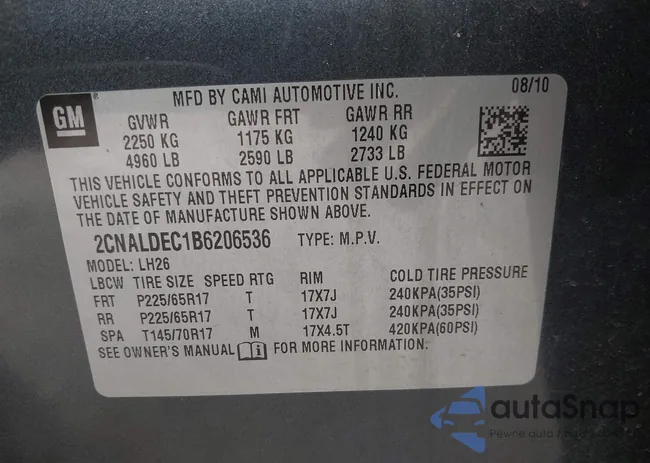 GM
MFD BY CAMI AUTOMOTIVE INC. 08/10
GVWR GAWR FRT GAWR RR
2250 KG 1175 KG 1240 KG
4960 LB 2590 LB 2733 LB
THIS VEHICLE CONFORMS TO ALL APPLICABLE U.S. FEDERAL MOTOR
VEHICLE SAFETY AND THEFT PREVENTION STANDARDS IN EFFECT ON
THE DATE OF MANUFACTURE SHOWN ABOVE.
2CNALDEC1B6206536 TYPE: M.P.V.
MODEL: LH26
LBCW TIRE SIZE SPEED RTG RIM COLD TIRE PRESSURE
FRT P225/65R17 T 17X7J 240KPA(35PSI)
RR P225/65R17 T 17X7J 240KPA(35PSI)
SPA T145/70R17 M 17X4.5T 420KPA(60PSI)
SEE OWNER'S MANUAL FOR MORE INFORMATION.
autaSnap
Pewne auto